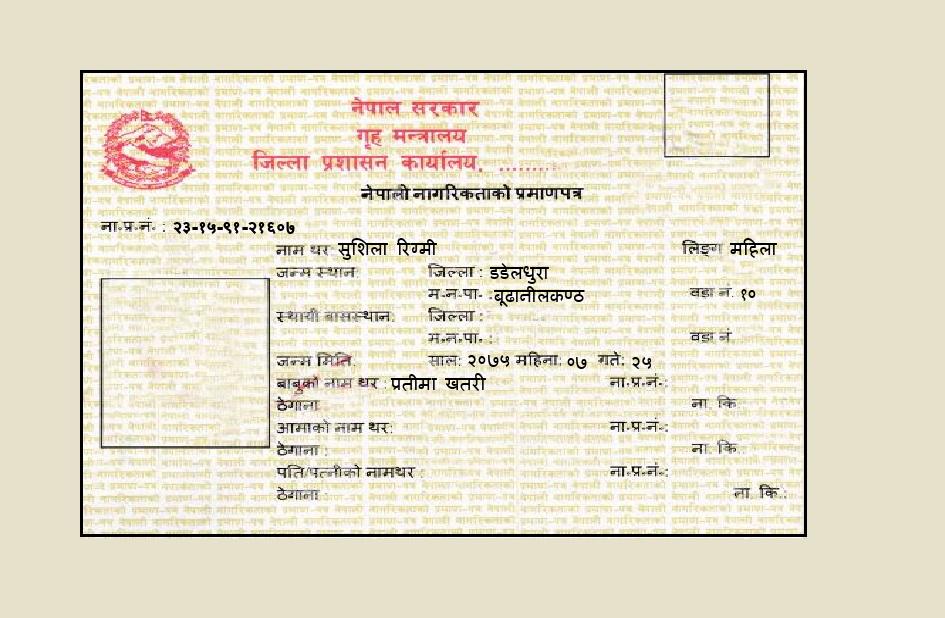 नेपाल सरकार
गृह मन्त्रालय
जिल्ला प्रशासन कार्यालय, ........
नेपाली नागरिकताको प्रमाणपत्र
ना.प्र.नं. : २३-१५-९१-२१६०७
नाम थर सुशिला रिग्मी लिङ्ग महिला
जन्म स्थान: जिल्ला : डडेलधुरा
म.न.पा. : बूढानीलकण्ठ वडा नं. १०
स्थायी बासस्थान: जिल्ला :
म.न.पा. : वडा नं
जन्म मिति: साल: २०७५ महिना: ०७ गते: २५
बाबुको नाम थर : प्रतीमा खतरी ना.प्र.नं.:
ठेगाना ना. कि.
आमाको नाम थर: ना.प्र.नं.:
ठेगाना : ना. कि.
पति/पत्नीको नामथर : ना.प्र.नं.:
ठेगाना : ना. कि.: